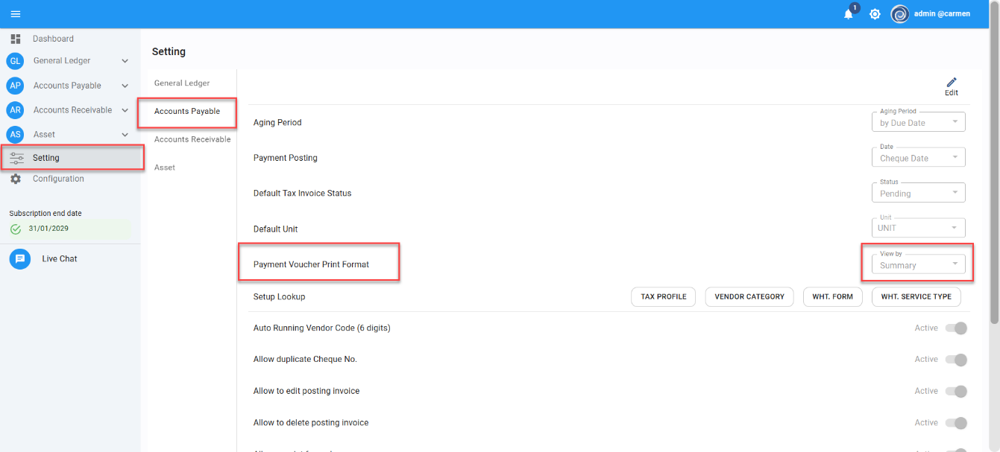 1
admin @carmen
Dashboard
GL General Ledger
AP Accounts Payable
AR Accounts Receivable
AS Asset
Setting
Configuration
Subscription end date
31/01/2029
Live Chat
Setting
General Ledger
Accounts Payable
Accounts Receivable
Asset
Edit
Aging Period
Aging Period
by Due Date
Payment Posting
Date
Cheque Date
Default Tax Invoice Status
Status
Pending
Default Unit
Unit
UNIT
Payment Voucher Print Format
View by
Summary
Setup Lookup
TAX PROFILE
VENDOR CATEGORY
WHT. FORM
WHT. SERVICE TYPE
Auto Running Vendor Code (6 digits)
Active
Allow duplicate Cheque No.
Active
Allow to edit posting invoice
Active
Allow to delete posting invoice
Active